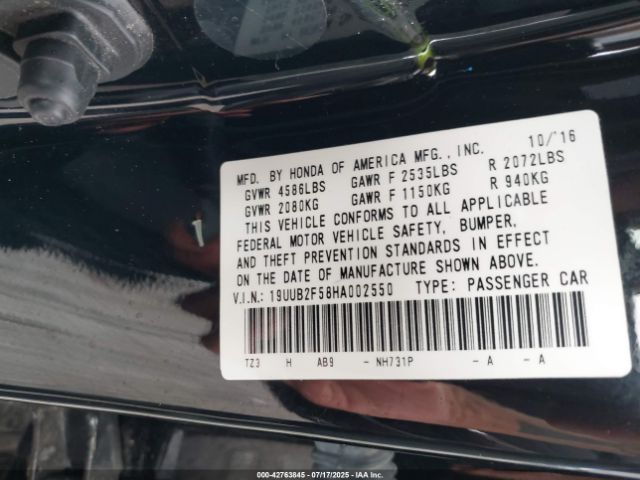 MFD. BY HONDA OF AMERICA MFG., INC. 10/'16
GVWR 4586LBS GAWR F 2535LBS R 2072LBS
GVWR 2080KG GAWR F 1150KG R 940KG
THIS VEHICLE CONFORMS TO ALL APPLICABLE
FEDERAL MOTOR VEHICLE SAFETY, BUMPER,
AND THEFT PREVENTION STANDARDS IN EFFECT
ON THE DATE OF MANUFACTURE SHOWN ABOVE.
V.I.N.: 19UUB2F58HA002550 TYPE: PASSENGER CAR
TZ3 H AB9 - NH731P - A - A
000-42763845 - 07/17/2025 - IAAI.COM